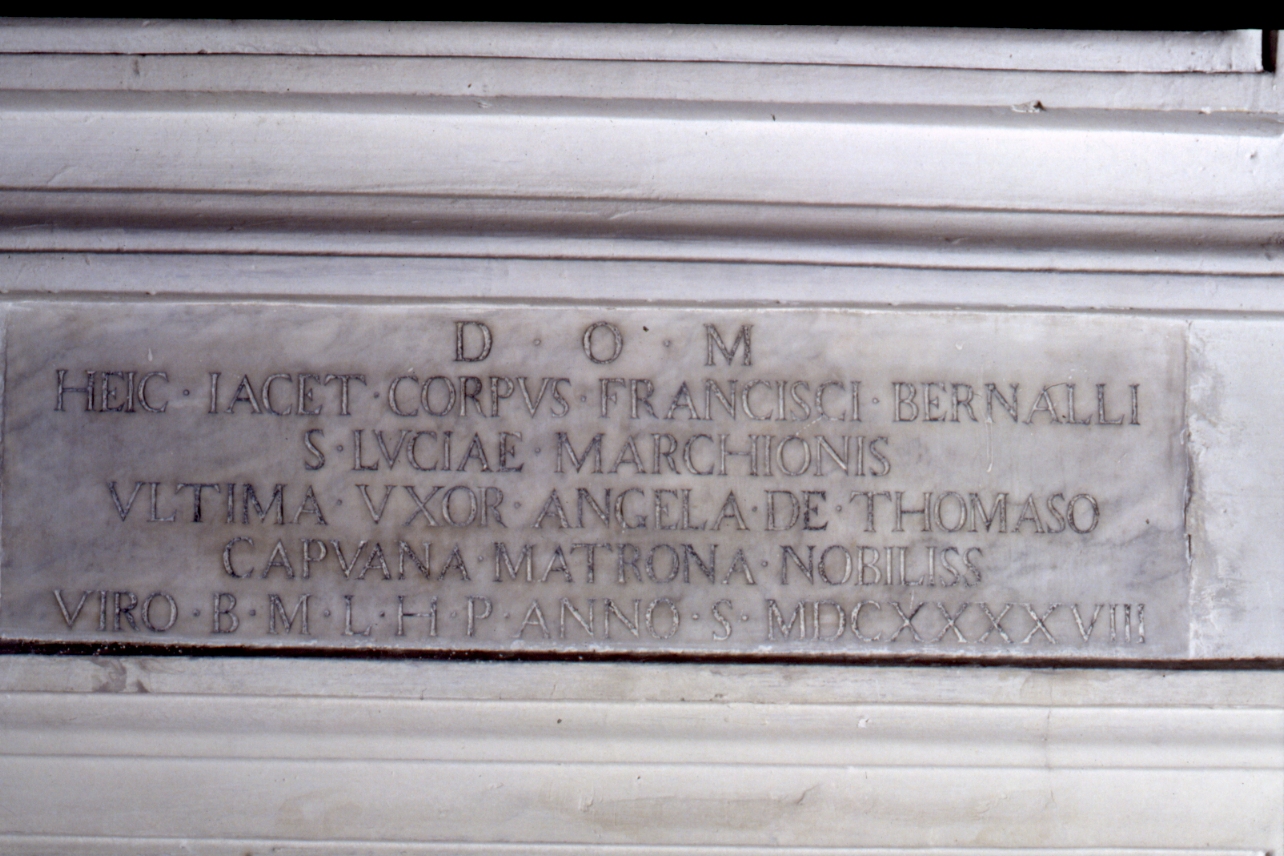 D · O · M
HEIC · IACET · CORPVS · FRANCISCI · BERNALLI
S · LVCIAE · MARCHIONIS
VLTIMA · VXOR · ANGELA · DE · THOMASO
CAPVANA · MATRONA · NOBILISS
VIRO · B · M · L · H · P · ANNO · S · MDCXXXXVIII